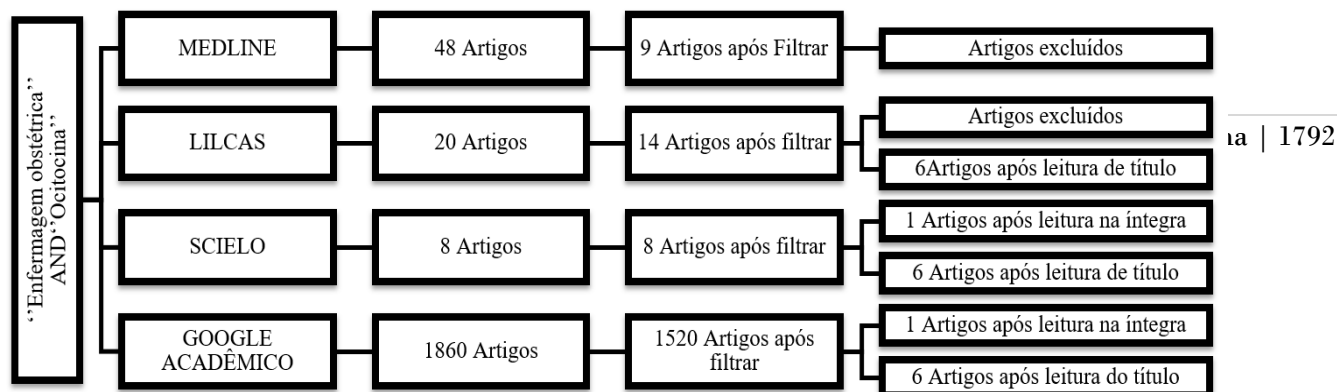 ‘‘Enfermagem obstétrica’’
AND‘‘Ocitocina’’
MEDLINE
48 Artigos
9 Artigos após Filtrar
Artigos excluídos
LILCAS
20 Artigos
14 Artigos após filtrar
Artigos excluídos
6Artigos após leitura de título
SCIELO
8 Artigos
8 Artigos após filtrar
1 Artigos após leitura na íntegra
6 Artigos após leitura de título
GOOGLE
ACADÊMICO
1860 Artigos
1520 Artigos após
filtrar
1 Artigos após leitura na íntegra
6 Artigos após leitura do título
| 1792